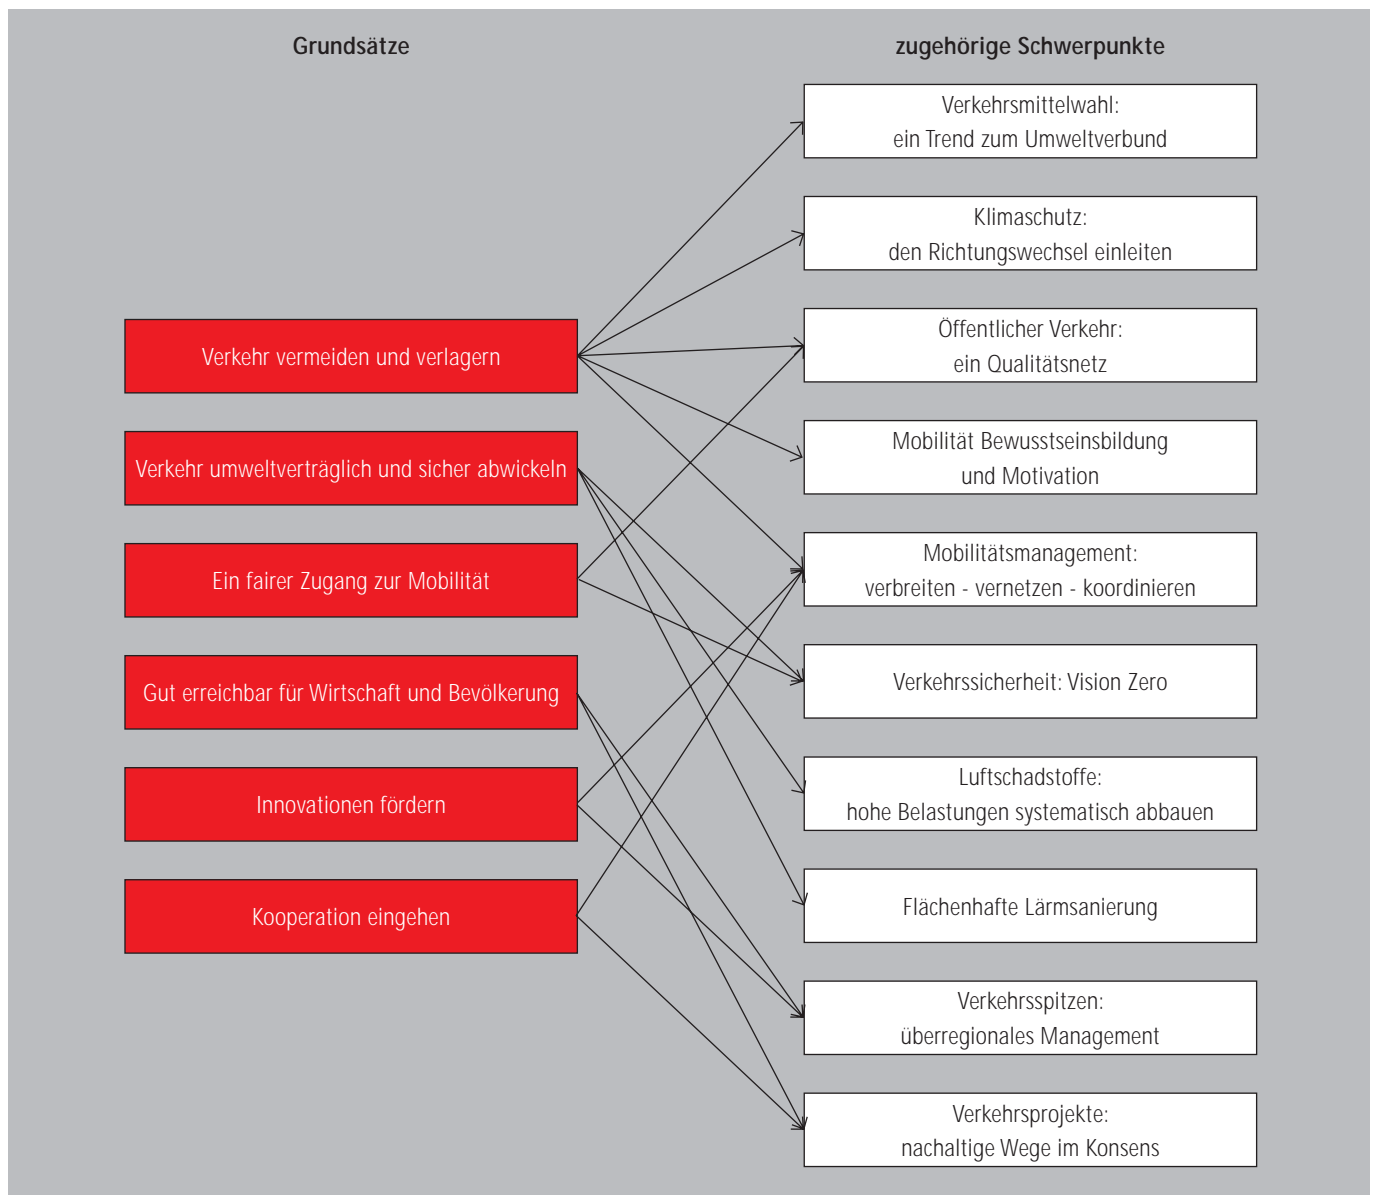 Grundsätze
zugehörige Schwerpunkte
Verkehr vermeiden und verlagern
Verkehr umweltverträglich und sicher abwickeln
Ein fairer Zugang zur Mobilität
Gut erreichbar für Wirtschaft und Bevölkerung
Innovationen fördern
Kooperation eingehen
Verkehrsmittelwahl:
ein Trend zum Umweltverbund
Klimaschutz:
den Richtungswechsel einleiten
Öffentlicher Verkehr:
ein Qualitätsnetz
Mobilität Bewusstseinsbildung
und Motivation
Mobilitätsmanagement:
verbreiten - vernetzen - koordinieren
Verkehrssicherheit: Vision Zero
Luftschadstoffe:
hohe Belastungen systematisch abbauen
Flächenhafte Lärmsanierung
Verkehrsspitzen:
überregionales Management
Verkehrsprojekte:
nachaltige Wege im Konsens